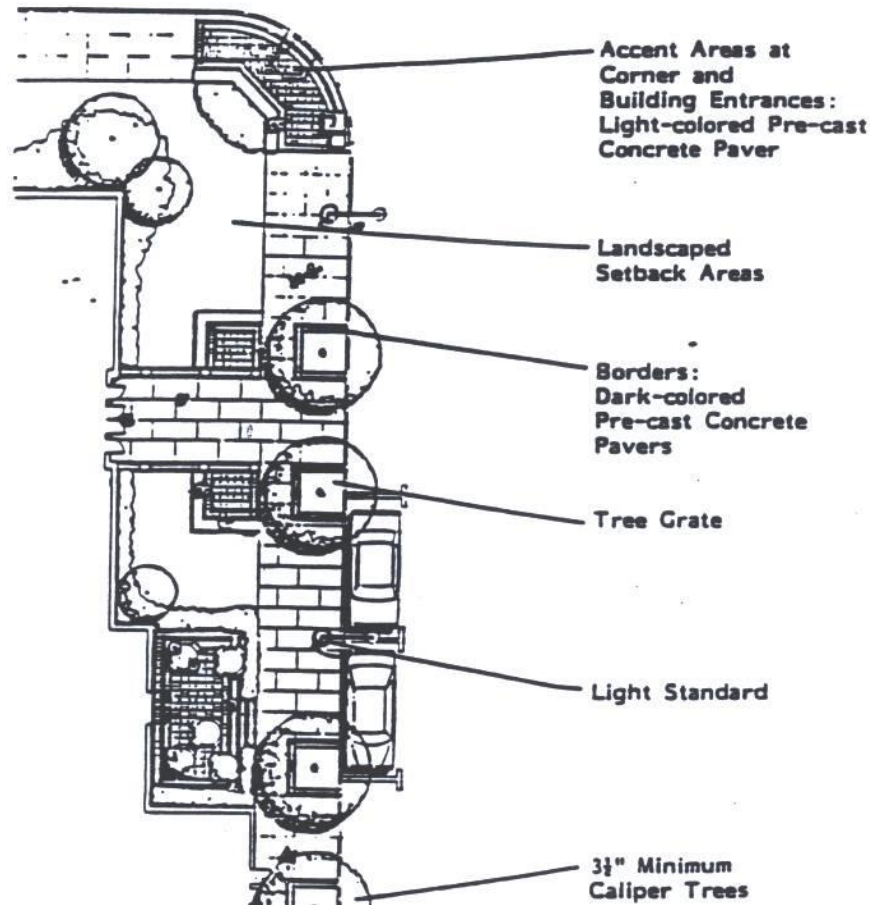 Accent Areas at
Corner and
Building Entrances:
Light-colored Pre-cast
Concrete Paver
Landscaped
Setback Areas
Borders:
Dark-colored
Pre-cast Concrete
Pavers
Tree Grate
Light Standard
3½" Minimum
Caliper Trees